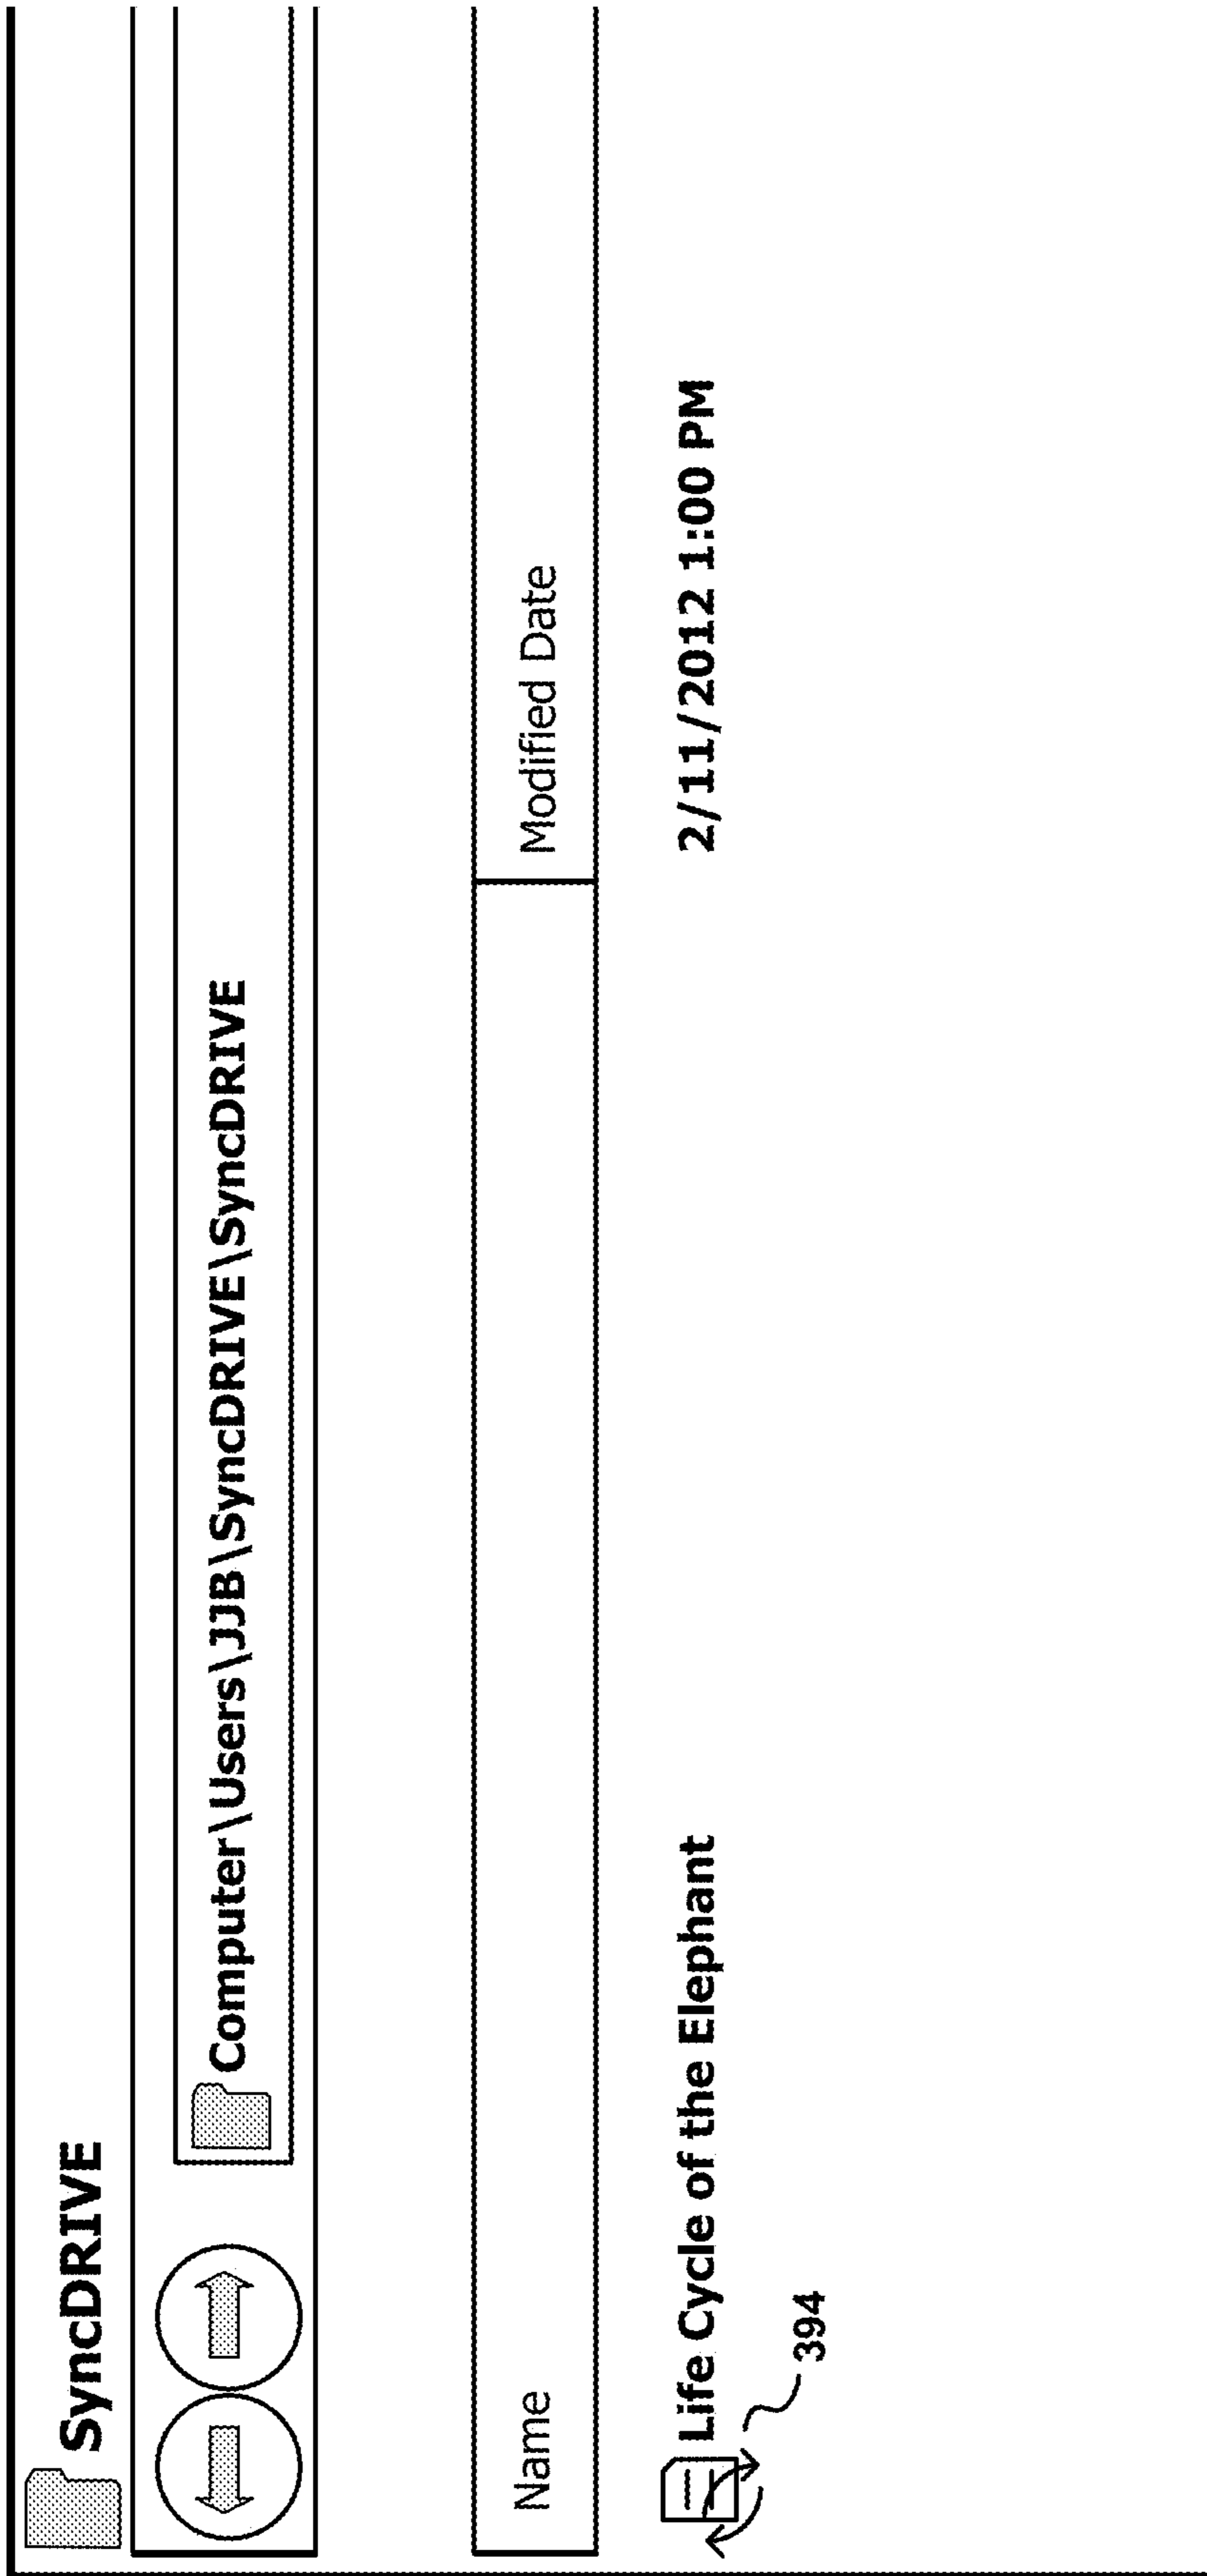 SyncDRIVE
Computer\Users\JJB\SyncDRIVE\SyncDRIVE
Name Modified Date
Life Cycle of the Elephant 2/11/2012 1:00 PM
394